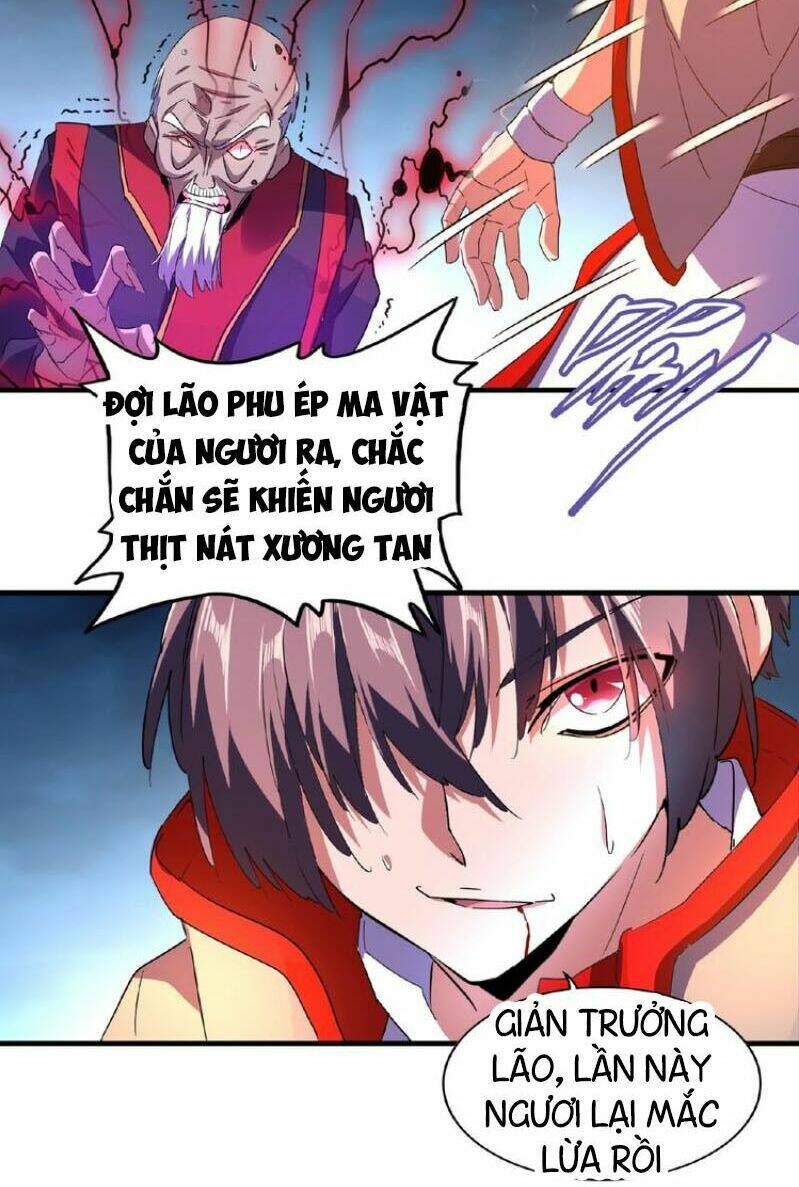 ĐỢI LÃO PHU ÉP MA VẬT
CỦA NGƯƠI RA, CHẮC
CHẮN SẼ KHIẾN NGƯƠI
THỊT NÁT XƯƠNG TAN
GIẢN TRƯỞNG
LÃO, LẦN NÀY
NGƯƠI LẠI MẮC
LỪA RỒI